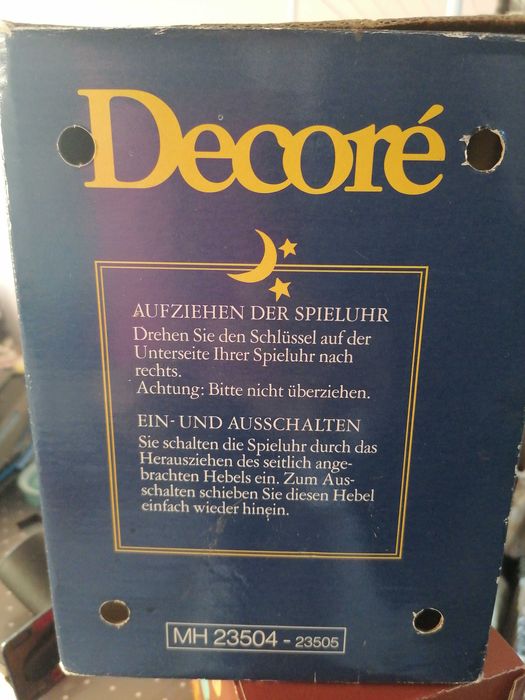 Decoré
AUFZIEHEN DER SPIELUHR
Drehen Sie den Schlüssel auf der
Unterseite Ihrer Spieluhr nach
rechts.
Achtung: Bitte nicht überziehen.
EIN- UND AUSSCHALTEN
Sie schalten die Spieluhr durch das
Herausziehen des seitlich ange-
brachten Hebels ein. Zum Aus-
schalten schieben Sie diesen Hebel
einfach wieder hinein.
MH 23504 - 23505